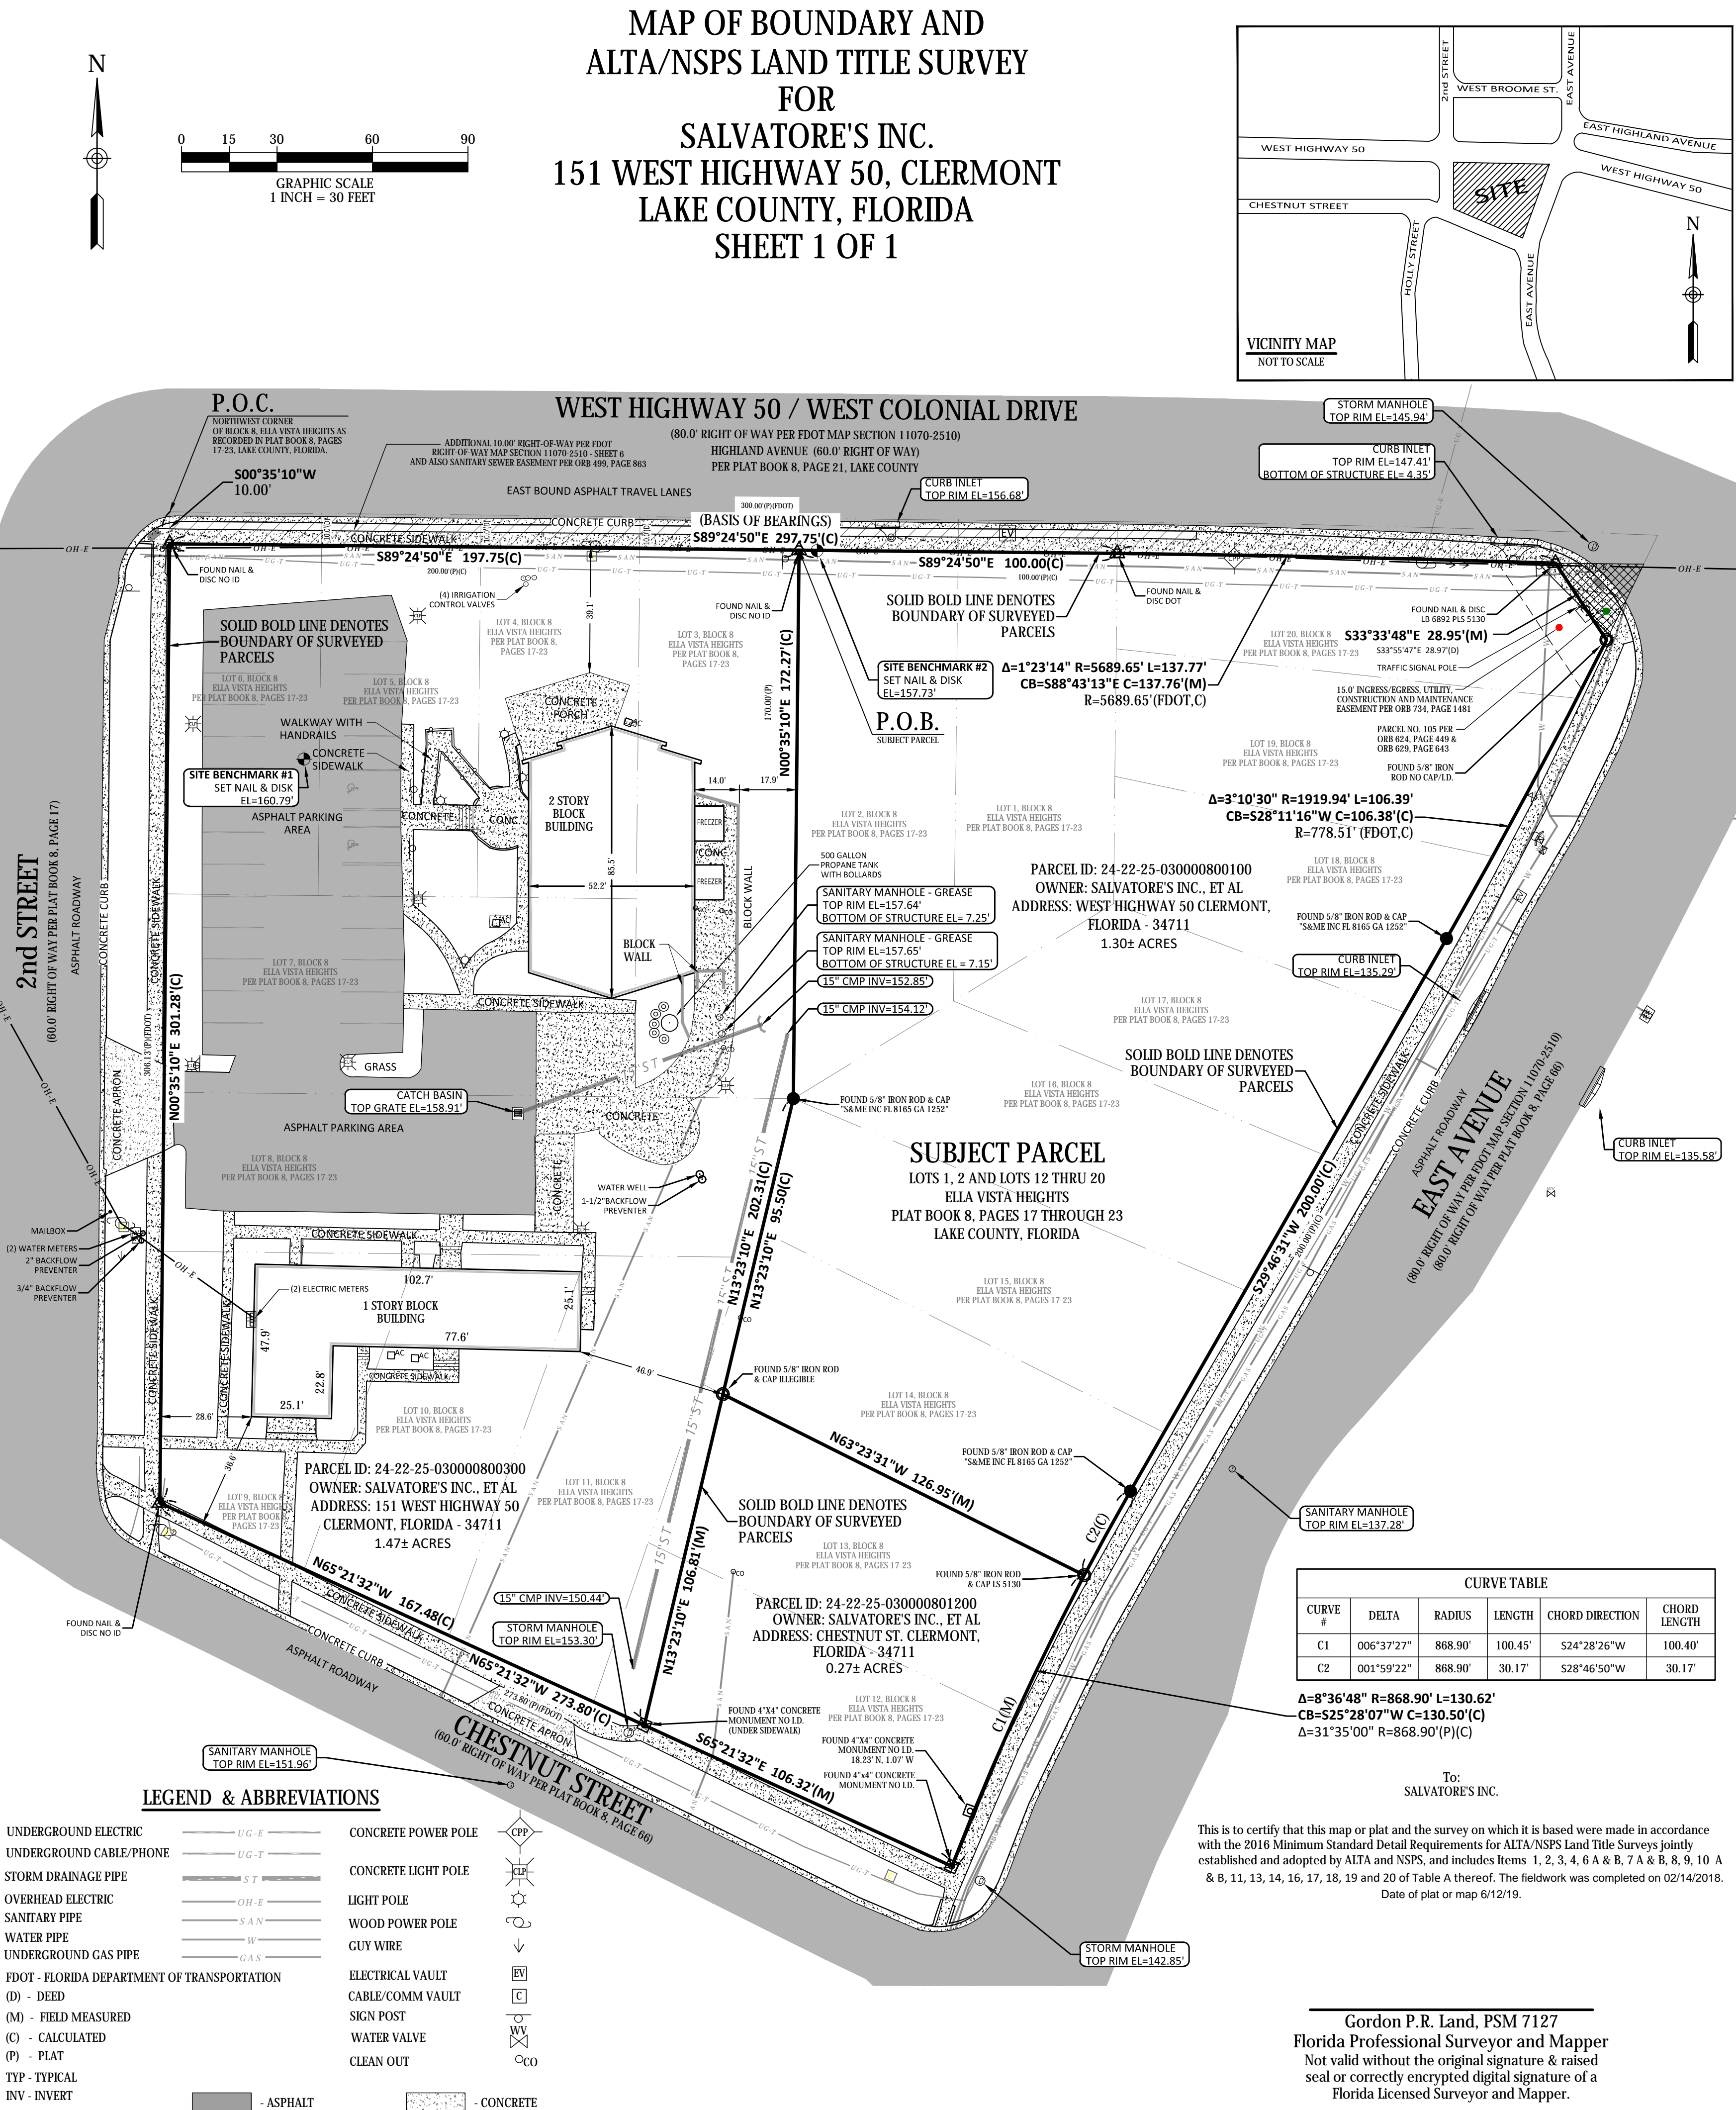 MAP OF BOUNDARY AND
ALTA/NSPS LAND TITLE SURVEY
FOR
SALVATORE'S INC.
151 WEST HIGHWAY 50, CLERMONT
LAKE COUNTY, FLORIDA
SHEET 1 OF 1
N
0 15 30 60 90
GRAPHIC SCALE
1 INCH = 30 FEET
2nd STREET
EAST AVENUE
WEST BROOME ST.
EAST HIGHLAND AVENUE
WEST HIGHWAY 50
WEST HIGHWAY 50
SITE
CHESTNUT STREET
HOLLY STREET
EAST AVENUE
N
VICINITY MAP
NOT TO SCALE
P.O.C.
NORTHWEST CORNER
OF BLOCK 8, ELLA VISTA HEIGHTS AS
RECORDED IN PLAT BOOK 8, PAGES
17-23, LAKE COUNTY, FLORIDA.
S00°35'10"W
10.00'
ADDITIONAL 10.00' RIGHT-OF-WAY PER FDOT
RIGHT-OF-WAY MAP SECTION 11070-2510 - SHEET 6
AND ALSO SANITARY SEWER EASEMENT PER ORB 499, PAGE 863
WEST HIGHWAY 50 / WEST COLONIAL DRIVE
(80.0' RIGHT OF WAY PER FDOT MAP SECTION 11070-2510)
HIGHLAND AVENUE (60.0' RIGHT OF WAY)
PER PLAT BOOK 8, PAGE 21, LAKE COUNTY
EAST BOUND ASPHALT TRAVEL LANES
STORM MANHOLE
TOP RIM EL=145.94'
CURB INLET
TOP RIM EL=147.41'
BOTTOM OF STRUCTURE EL= 4.35'
CURB INLET
TOP RIM EL=156.68'
300.00'(P)(FDOT)
(BASIS OF BEARINGS)
S89°24'50"E 297.75'(C)
CONCRETE CURB
CONCRETE SIDEWALK
S89°24'50"E 197.75(C)
200.00'(P)(C)
S89°24'50"E 100.00(C)
100.00'(P)(C)
EV
OH-E
FOUND NAIL &
DISC NO ID
(4) IRRIGATION
CONTROL VALVES
39.1'
FOUND NAIL &
DISC NO ID
FOUND NAIL &
DISC DOT
SOLID BOLD LINE DENOTES
BOUNDARY OF SURVEYED
PARCELS
SOLID BOLD LINE DENOTES
BOUNDARY OF SURVEYED
PARCELS
FOUND NAIL & DISC
LB 6892 PLS 5130
S33°33'48"E 28.95'(M)
S33°55'47"E 28.97'(D)
TRAFFIC SIGNAL POLE
15.0' INGRESS/EGRESS, UTILITY,
CONSTRUCTION AND MAINTENANCE
EASEMENT PER ORB 734, PAGE 1481
PARCEL NO. 105 PER
ORB 624, PAGE 449 &
ORB 629, PAGE 643
FOUND 5/8" IRON
ROD NO CAP/I.D.
LOT 4, BLOCK 8
ELLA VISTA HEIGHTS
PER PLAT BOOK 8,
PAGES 17-23
LOT 3, BLOCK 8
ELLA VISTA HEIGHTS
PER PLAT BOOK 8,
PAGES 17-23
LOT 20, BLOCK 8
ELLA VISTA HEIGHTS
PER PLAT BOOK 8, PAGES 17-23
LOT 6, BLOCK 8
ELLA VISTA HEIGHTS
PER PLAT BOOK 8, PAGES 17-23
LOT 5, BLOCK 8
ELLA VISTA HEIGHTS
PER PLAT BOOK 8, PAGES 17-23
SITE BENCHMARK #2
SET NAIL & DISK
EL=157.73'
Δ=1°23'14" R=5689.65' L=137.77'
CB=S88°43'13"E C=137.76'(M)
R=5689.65'(FDOT,C)
P.O.B.
SUBJECT PARCEL
170.00'(P)
N00°35'10"E 172.27'(C)
WALKWAY WITH
HANDRAILS
CONCRETE
SIDEWALK
CONCRETE
PORCH
AC
SITE BENCHMARK #1
SET NAIL & DISK
EL=160.79'
ASPHALT PARKING
AREA
CONCRETE
CONC.
2 STORY
BLOCK
BUILDING
85.5'
52.2'
14.0'
17.9'
FREEZER
CONC.
FREEZER
BLOCK WALL
BLOCK
WALL
LOT 19, BLOCK 8
ELLA VISTA HEIGHTS
PER PLAT BOOK 8, PAGES 17-23
Δ=3°10'30" R=1919.94' L=106.39'
CB=S28°11'16"W C=106.38'(C)
R=778.51' (FDOT,C)
LOT 2, BLOCK 8
ELLA VISTA HEIGHTS
PER PLAT BOOK 8, PAGES 17-23
LOT 1, BLOCK 8
ELLA VISTA HEIGHTS
PER PLAT BOOK 8, PAGES 17-23
500 GALLON
PROPANE TANK
WITH BOLLARDS
SANITARY MANHOLE - GREASE
TOP RIM EL=157.64'
BOTTOM OF STRUCTURE EL= 7.25'
SANITARY MANHOLE - GREASE
TOP RIM EL=157.65'
BOTTOM OF STRUCTURE EL = 7.15'
15" CMP INV=152.85'
15" CMP INV=154.12'
PARCEL ID: 24-22-25-030000800100
OWNER: SALVATORE'S INC., ET AL
ADDRESS: WEST HIGHWAY 50 CLERMONT,
FLORIDA - 34711
1.30± ACRES
LOT 18, BLOCK 8
ELLA VISTA HEIGHTS
PER PLAT BOOK 8, PAGES 17-23
FOUND 5/8" IRON ROD & CAP
"S&ME INC FL 8165 GA 1252"
CURB INLET
TOP RIM EL=135.29'
LOT 17, BLOCK 8
ELLA VISTA HEIGHTS
PER PLAT BOOK 8, PAGES 17-23
2nd STREET
(60.0' RIGHT OF WAY PER PLAT BOOK 8, PAGE 17)
ASPHALT ROADWAY
CONCRETE CURB
CONCRETE SIDEWALK
N00°35'10"E 301.28'(C)
306.13'(P)(FDOT)
CONCRETE APRON
LOT 7, BLOCK 8
ELLA VISTA HEIGHTS
PER PLAT BOOK 8, PAGES 17-23
CONCRETE SIDEWALK
GRASS
CATCH BASIN
TOP GRATE EL=158.91'
CONCRETE
ASPHALT PARKING AREA
LOT 8, BLOCK 8
ELLA VISTA HEIGHTS
PER PLAT BOOK 8, PAGES 17-23
CONCRETE
SOLID BOLD LINE DENOTES
BOUNDARY OF SURVEYED
PARCELS
LOT 16, BLOCK 8
ELLA VISTA HEIGHTS
PER PLAT BOOK 8, PAGES 17-23
FOUND 5/8" IRON ROD & CAP
"S&ME INC FL 8165 GA 1252"
SUBJECT PARCEL
LOTS 1, 2 AND LOTS 12 THRU 20
ELLA VISTA HEIGHTS
PLAT BOOK 8, PAGES 17 THROUGH 23
LAKE COUNTY, FLORIDA
CONCRETE SIDEWALK
CONCRETE CURB
ASPHALT ROADWAY
EAST AVENUE
(80.0' RIGHT OF WAY PER FDOT MAP SECTION 11070-2510)
(80.0' RIGHT OF WAY PER PLAT BOOK 8, PAGE 66)
CURB INLET
TOP RIM EL=135.58'
S29°46'31"W 200.00'(C)
200.00'(P)(C)
WATER WELL
1-1/2"BACKFLOW
PREVENTER
N13°23'10"E 202.31(C)
N13°23'10"E 95.50(C)
15" ST
MAILBOX
(2) WATER METERS
2" BACKFLOW
PREVENTER
3/4" BACKFLOW
PREVENTER
OH-E
CONCRETE SIDEWALK
102.7'
(2) ELECTRIC METERS
1 STORY BLOCK
BUILDING
25.1'
47.9'
77.6'
22.8'
25.1'
AC
AC
CONCRETE SIDEWALK
CONCRETE SIDEWALK
CONCRETE SIDEWALK
28.6'
36.6'
46.9'
CO
LOT 15, BLOCK 8
ELLA VISTA HEIGHTS
PER PLAT BOOK 8, PAGES 17-23
FOUND 5/8" IRON ROD
& CAP ILLEGIBLE
LOT 14, BLOCK 8
ELLA VISTA HEIGHTS
PER PLAT BOOK 8, PAGES 17-23
LOT 10, BLOCK 8
ELLA VISTA HEIGHTS
PER PLAT BOOK 8, PAGES 17-23
N63°23'31"W 126.95'(M)
FOUND 5/8" IRON ROD & CAP
"S&ME INC FL 8165 GA 1252"
C2(C)
PARCEL ID: 24-22-25-030000800300
OWNER: SALVATORE'S INC., ET AL
ADDRESS: 151 WEST HIGHWAY 50
CLERMONT, FLORIDA - 34711
1.47± ACRES
LOT 9, BLOCK 8
ELLA VISTA HEIGHTS
PER PLAT BOOK 8,
PAGES 17-23
LOT 11, BLOCK 8
ELLA VISTA HEIGHTS
PER PLAT BOOK 8, PAGES 17-23
SOLID BOLD LINE DENOTES
BOUNDARY OF SURVEYED
PARCELS
SANITARY MANHOLE
TOP RIM EL=137.28'
LOT 13, BLOCK 8
ELLA VISTA HEIGHTS
PER PLAT BOOK 8, PAGES 17-23
FOUND 5/8" IRON ROD
& CAP LS 5130
N13°23'10"E 106.81'(M)
N65°21'32"W 167.48(C)
CONCRETE SIDEWALK
CONCRETE CURB
ASPHALT ROADWAY
FOUND NAIL &
DISC NO ID
15" CMP INV=150.44'
STORM MANHOLE
TOP RIM EL=153.30'
PARCEL ID: 24-22-25-030000801200
OWNER: SALVATORE'S INC., ET AL
ADDRESS: CHESTNUT ST. CLERMONT,
FLORIDA - 34711
0.27± ACRES
CO
N65°21'32"W 273.80'(C)
273.80'(P)(FDOT)
CONCRETE APRON
CHESTNUT STREET
(60.0' RIGHT OF WAY PER PLAT BOOK 8, PAGE 66)
FOUND 4"X4" CONCRETE
MONUMENT NO I.D.
(UNDER SIDEWALK)
LOT 12, BLOCK 8
ELLA VISTA HEIGHTS
PER PLAT BOOK 8, PAGES 17-23
S65°21'32"E 106.32'(M)
FOUND 4"X4" CONCRETE
MONUMENT NO I.D.
18.23' N, 1.07' W
FOUND 4"x4" CONCRETE
MONUMENT NO I.D.
C1(M)
SANITARY MANHOLE
TOP RIM EL=151.96'
STORM MANHOLE
TOP RIM EL=142.85'
CURVE TABLE
CURVE # DELTA RADIUS LENGTH CHORD DIRECTION CHORD LENGTH
C1 006°37'27" 868.90' 100.45' S24°28'26"W 100.40'
C2 001°59'22" 868.90' 30.17' S28°46'50"W 30.17'
Δ=8°36'48" R=868.90' L=130.62'
CB=S25°28'07"W C=130.50'(C)
Δ=31°35'00" R=868.90'(P)(C)
To:
SALVATORE'S INC.
This is to certify that this map or plat and the survey on which it is based were made in accordance
with the 2016 Minimum Standard Detail Requirements for ALTA/NSPS Land Title Surveys jointly
established and adopted by ALTA and NSPS, and includes Items 1, 2, 3, 4, 6 A & B, 7 A & B, 8, 9, 10 A
& B, 11, 13, 14, 16, 17, 18, 19 and 20 of Table A thereof. The fieldwork was completed on 02/14/2018.
Date of plat or map 6/12/19.
Gordon P.R. Land, PSM 7127
Florida Professional Surveyor and Mapper
Not valid without the original signature & raised
seal or correctly encrypted digital signature of a
Florida Licensed Surveyor and Mapper.
LEGEND & ABBREVIATIONS
UNDERGROUND ELECTRIC UG-E
UNDERGROUND CABLE/PHONE UG-T
STORM DRAINAGE PIPE ST
OVERHEAD ELECTRIC OH-E
SANITARY PIPE SAN
WATER PIPE W
UNDERGROUND GAS PIPE GAS
FDOT - FLORIDA DEPARTMENT OF TRANSPORTATION
(D) - DEED
(M) - FIELD MEASURED
(C) - CALCULATED
(P) - PLAT
TYP - TYPICAL
INV - INVERT
CONCRETE POWER POLE CPP
CONCRETE LIGHT POLE CLP
LIGHT POLE
WOOD POWER POLE
GUY WIRE
ELECTRICAL VAULT EV
CABLE/COMM VAULT C
SIGN POST
WATER VALVE WV
CLEAN OUT CO
- ASPHALT
- CONCRETE